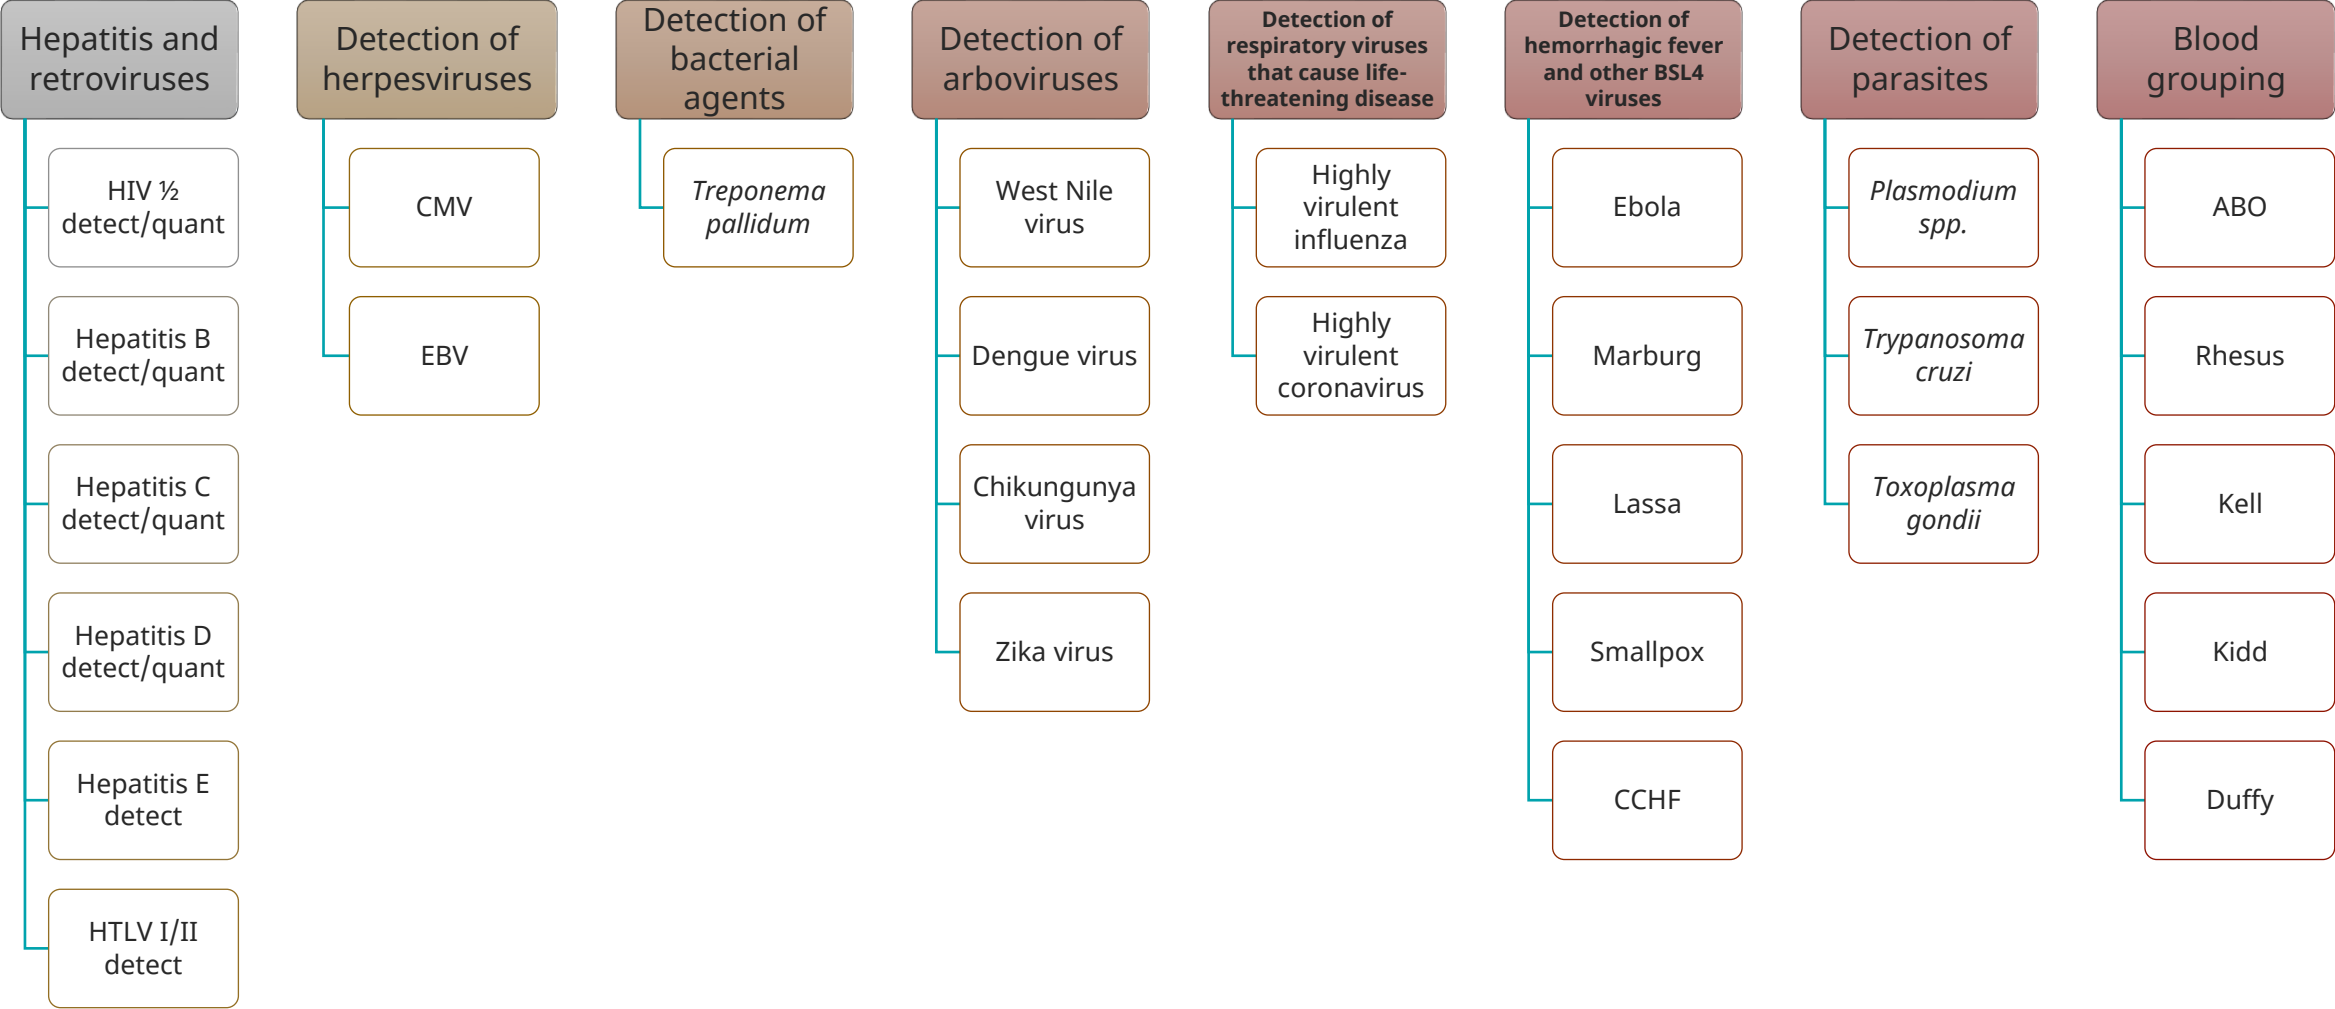 Hepatitis and
retroviruses
HIV ½
detect/quant
Hepatitis B
detect/quant
Hepatitis C
detect/quant
Hepatitis D
detect/quant
Hepatitis E
detect
HTLV I/II
detect
Detection of
herpesviruses
CMV
EBV
Detection of
bacterial
agents
Treponema
pallidum
Detection of
arboviruses
West Nile
virus
Dengue virus
Chikungunya
virus
Zika virus
Detection of
respiratory viruses
that cause life-
threatening disease
Highly
virulent
influenza
Highly
virulent
coronavirus
Detection of
hemorrhagic fever
and other BSL4
viruses
Ebola
Marburg
Lassa
Smallpox
CCHF
Detection of
parasites
Plasmodium
spp.
Trypanosoma
cruzi
Toxoplasma
gondii
Blood
grouping
ABO
Rhesus
Kell
Kidd
Duffy